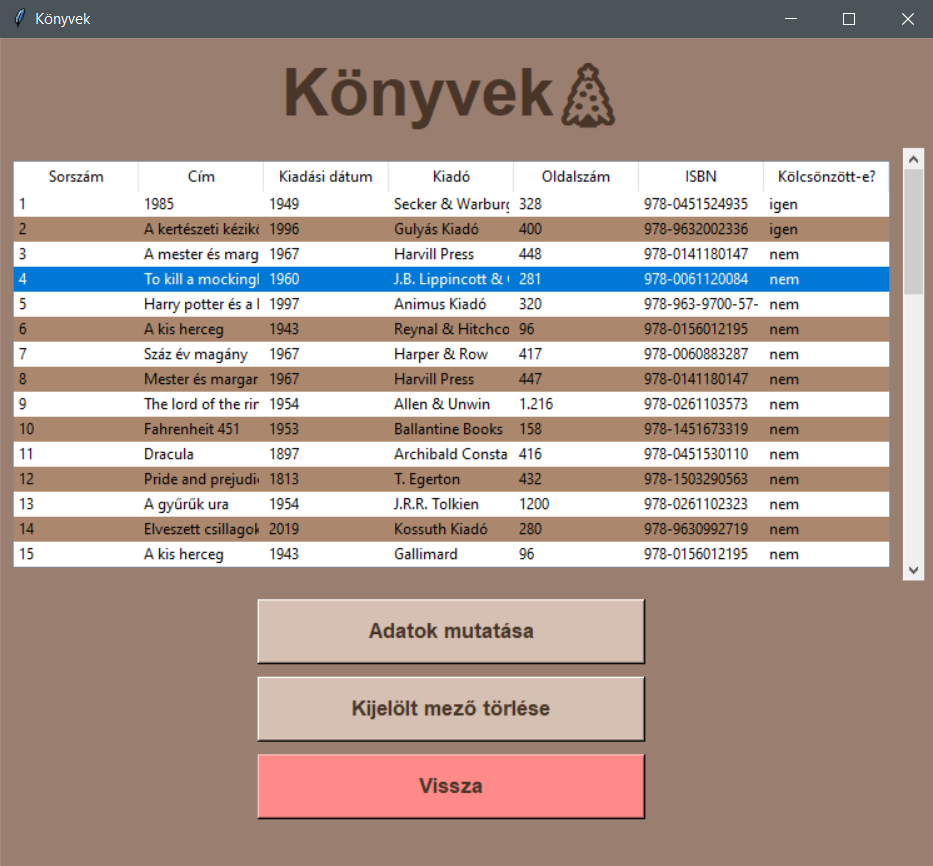 Könyvek
Könyvek
Sorszám Cím Kiadási dátum Kiadó Oldalszám ISBN Kölcsönzött-e?
1 1985 1949 Secker & Warburg 328 978-0451524935 igen
2 A kertészeti kézikö 1996 Gulyás Kiadó 400 978-9632002336 igen
3 A mester és marg 1967 Harvill Press 448 978-0141180147 nem
4 To kill a mocking 1960 J.B. Lippincott & 281 978-0061120084 nem
5 Harry potter és a 1997 Animus Kiadó 320 978-963-9700-57- nem
6 A kis herceg 1943 Reynal & Hitchco 96 978-0156012195 nem
7 Száz év magány 1967 Harper & Row 417 978-0060883287 nem
8 Mester és margar 1967 Harvill Press 447 978-0141180147 nem
9 The lord of the rin 1954 Allen & Unwin 1.216 978-0261103573 nem
10 Fahrenheit 451 1953 Ballantine Books 158 978-1451673319 nem
11 Dracula 1897 Archibald Consta 416 978-0451530110 nem
12 Pride and prejudi 1813 T. Egerton 432 978-1503290563 nem
13 A gyűrűk ura 1954 J.R.R. Tolkien 1200 978-0261102323 nem
14 Elveszett csillagok 2019 Kossuth Kiadó 280 978-9630992719 nem
15 A kis herceg 1943 Gallimard 96 978-0156012195 nem
Adatok mutatása
Kijelölt mező törlése
Vissza